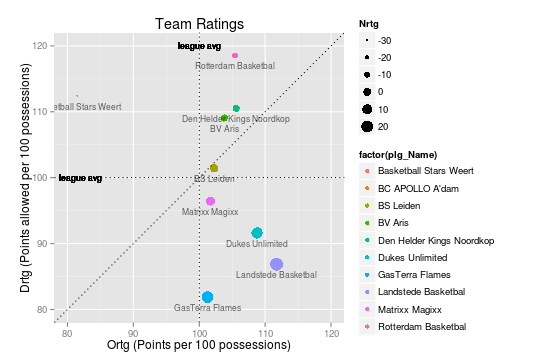 Team Ratings
Nrtg
league avg
120
Rotterdam Basketbal
-30
-20
-10
0
10
20
etball Stars Weert
110
Den Helder Kings Noordkop
BV Aris
factor(plg_Name)
Drtg (Points allowed per 100 possessions)
league avg
100
BS Leiden
Basketball Stars Weert
BC APOLLO A'dam
BS Leiden
BV Aris
Den Helder Kings Noordkop
Dukes Unlimited
GasTerra Flames
Landstede Basketbal
Matrixx Magixx
Rotterdam Basketbal
Matrixx Magixx
90
Dukes Unlimited
Landstede Basketbal
80
GasTerra Flames
80
90
100
110
120
Ortg (Points per 100 possessions)